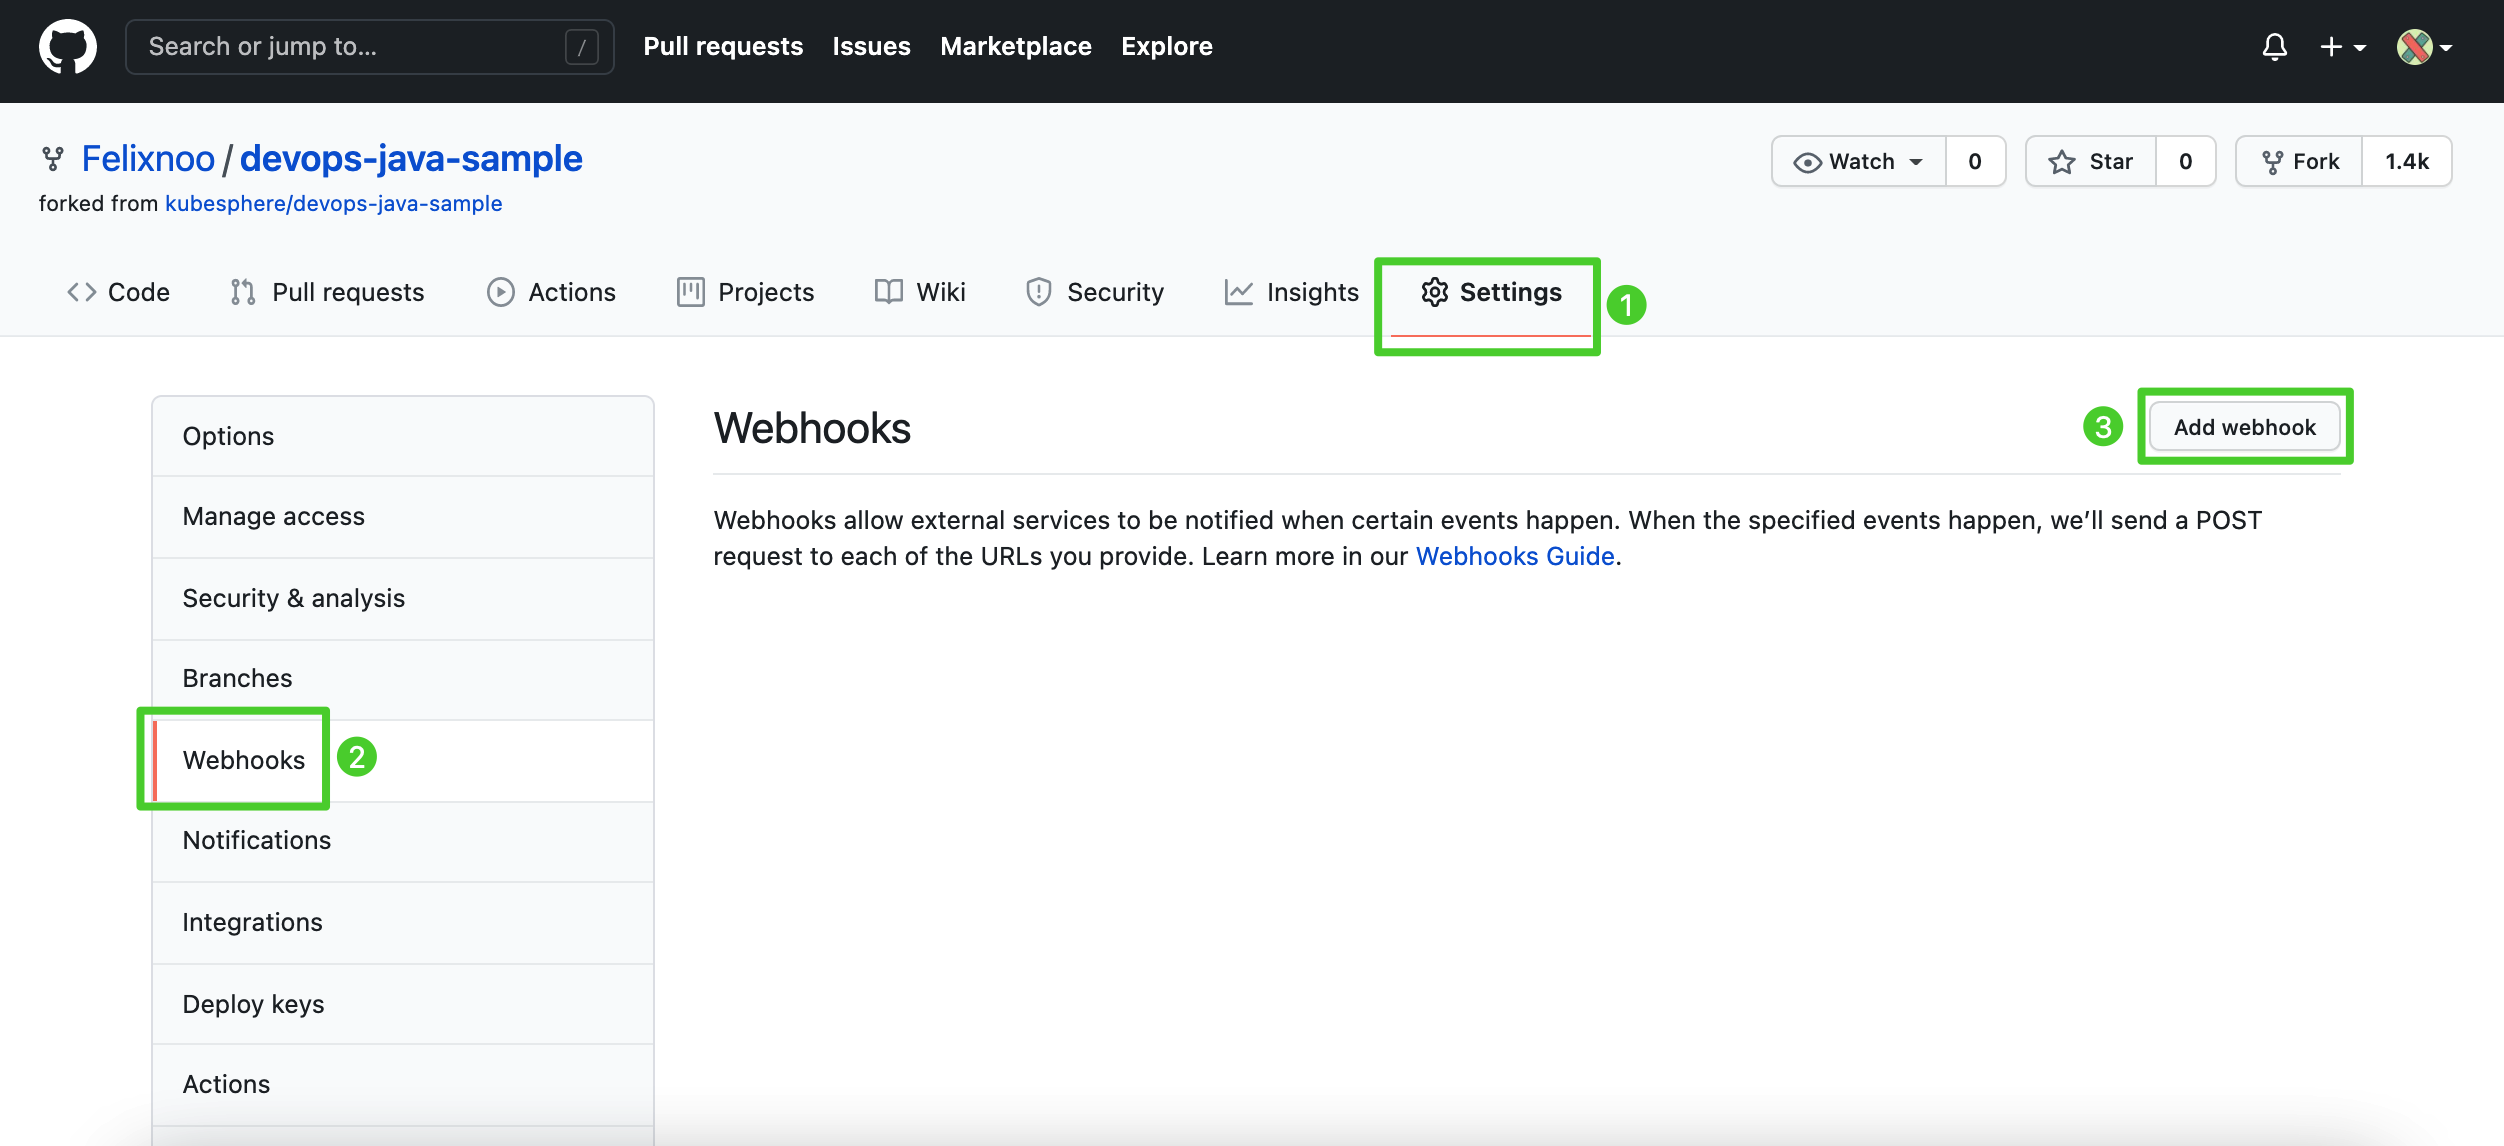 Search or jump to... / Pull requests Issues Marketplace Explore
Felixnoo / devops-java-sample
Watch 0 Star 0 Fork 1.4k
forked from kubesphere/devops-java-sample
Code Pull requests Actions Projects Wiki Security Insights Settings 1
Options
Manage access
Security & analysis
Branches
Webhooks 2
Notifications
Integrations
Deploy keys
Actions
Webhooks
3 Add webhook
Webhooks allow external services to be notified when certain events happen. When the specified events happen, we’ll send a POST
request to each of the URLs you provide. Learn more in our Webhooks Guide.